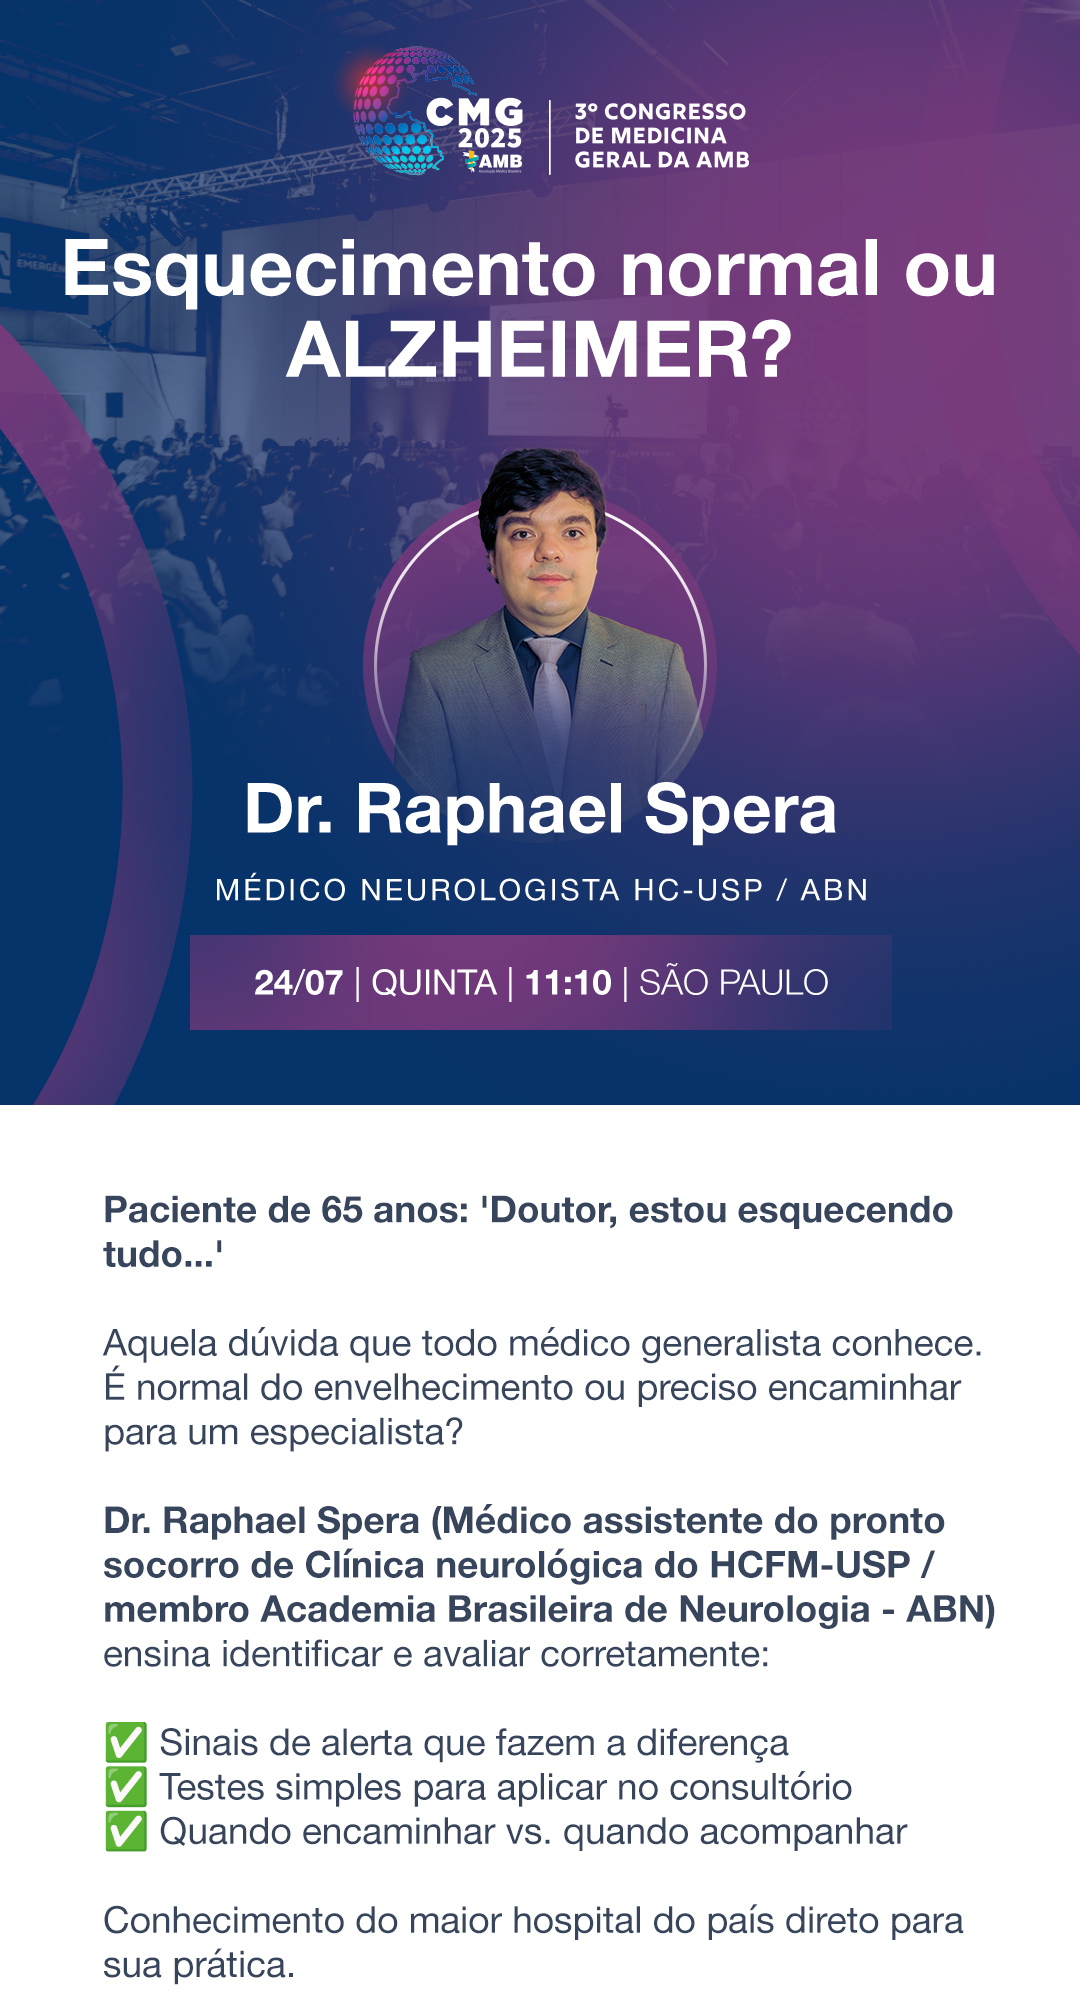 CMG
2025
AMB
Associação Médica Brasileira
3º CONGRESSO
DE MEDICINA
GERAL DA AMB
Esquecimento normal ou
ALZHEIMER?
Dr. Raphael Spera
MÉDICO NEUROLOGISTA HC-USP / ABN
24/07 | QUINTA | 11:10 | SÃO PAULO
Paciente de 65 anos: 'Doutor, estou esquecendo
tudo...'
Aquela dúvida que todo médico generalista conhece.
É normal do envelhecimento ou preciso encaminhar
para um especialista?
Dr. Raphael Spera (Médico assistente do pronto
socorro de Clínica neurológica do HCFM-USP /
membro Academia Brasileira de Neurologia - ABN)
ensina identificar e avaliar corretamente:
✅ Sinais de alerta que fazem a diferença
✅ Testes simples para aplicar no consultório
✅ Quando encaminhar vs. quando acompanhar
Conhecimento do maior hospital do país direto para
sua prática.